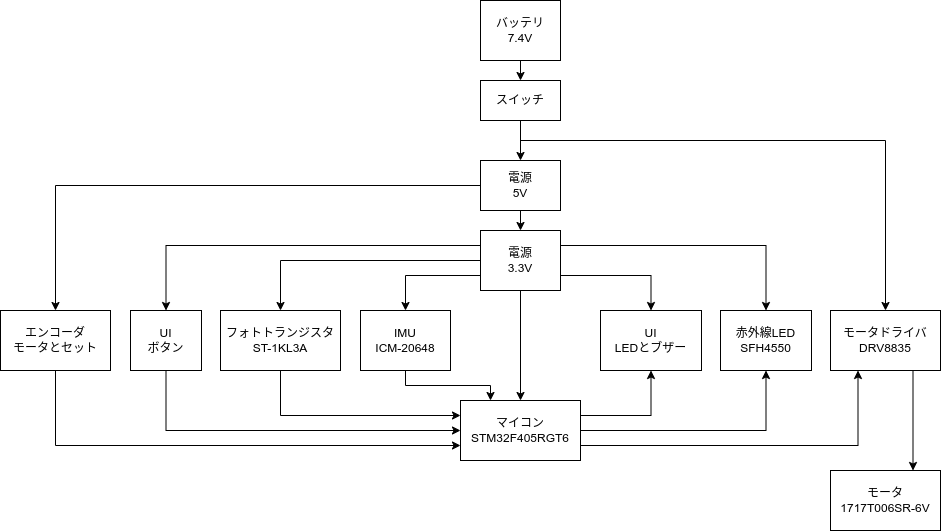 バッテリ
7.4V
スイッチ
電源
5V
電源
3.3V
エンコーダ
モータとセット
UI
ボタン
フォトトランジスタ
ST-1KL3A
IMU
ICM-20648
UI
LEDとブザー
赤外線LED
SFH4550
モータドライバ
DRV8835
マイコン
STM32F405RGT6
モータ
1717T006SR-6V